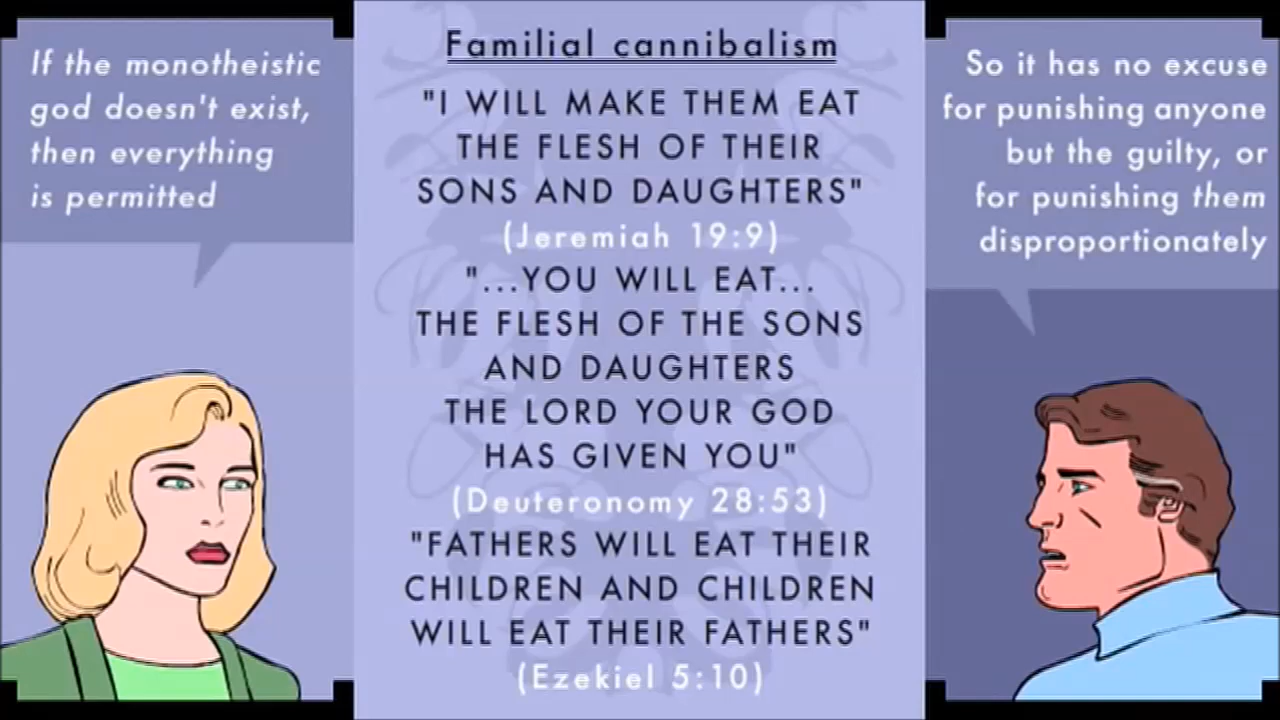 If the monotheistic
god doesn't exist,
then everything
is permitted
Familial cannibalism
"I WILL MAKE THEM EAT
THE FLESH OF THEIR
SONS AND DAUGHTERS"
(Jeremiah 19:9)
"...YOU WILL EAT...
THE FLESH OF THE SONS
AND DAUGHTERS
THE LORD YOUR GOD
HAS GIVEN YOU"
(Deuteronomy 28:53)
"FATHERS WILL EAT THEIR
CHILDREN AND CHILDREN
WILL EAT THEIR FATHERS"
(Ezekiel 5:10)
So it has no excuse
for punishing anyone
but the guilty, or
for punishing them
disproportionately